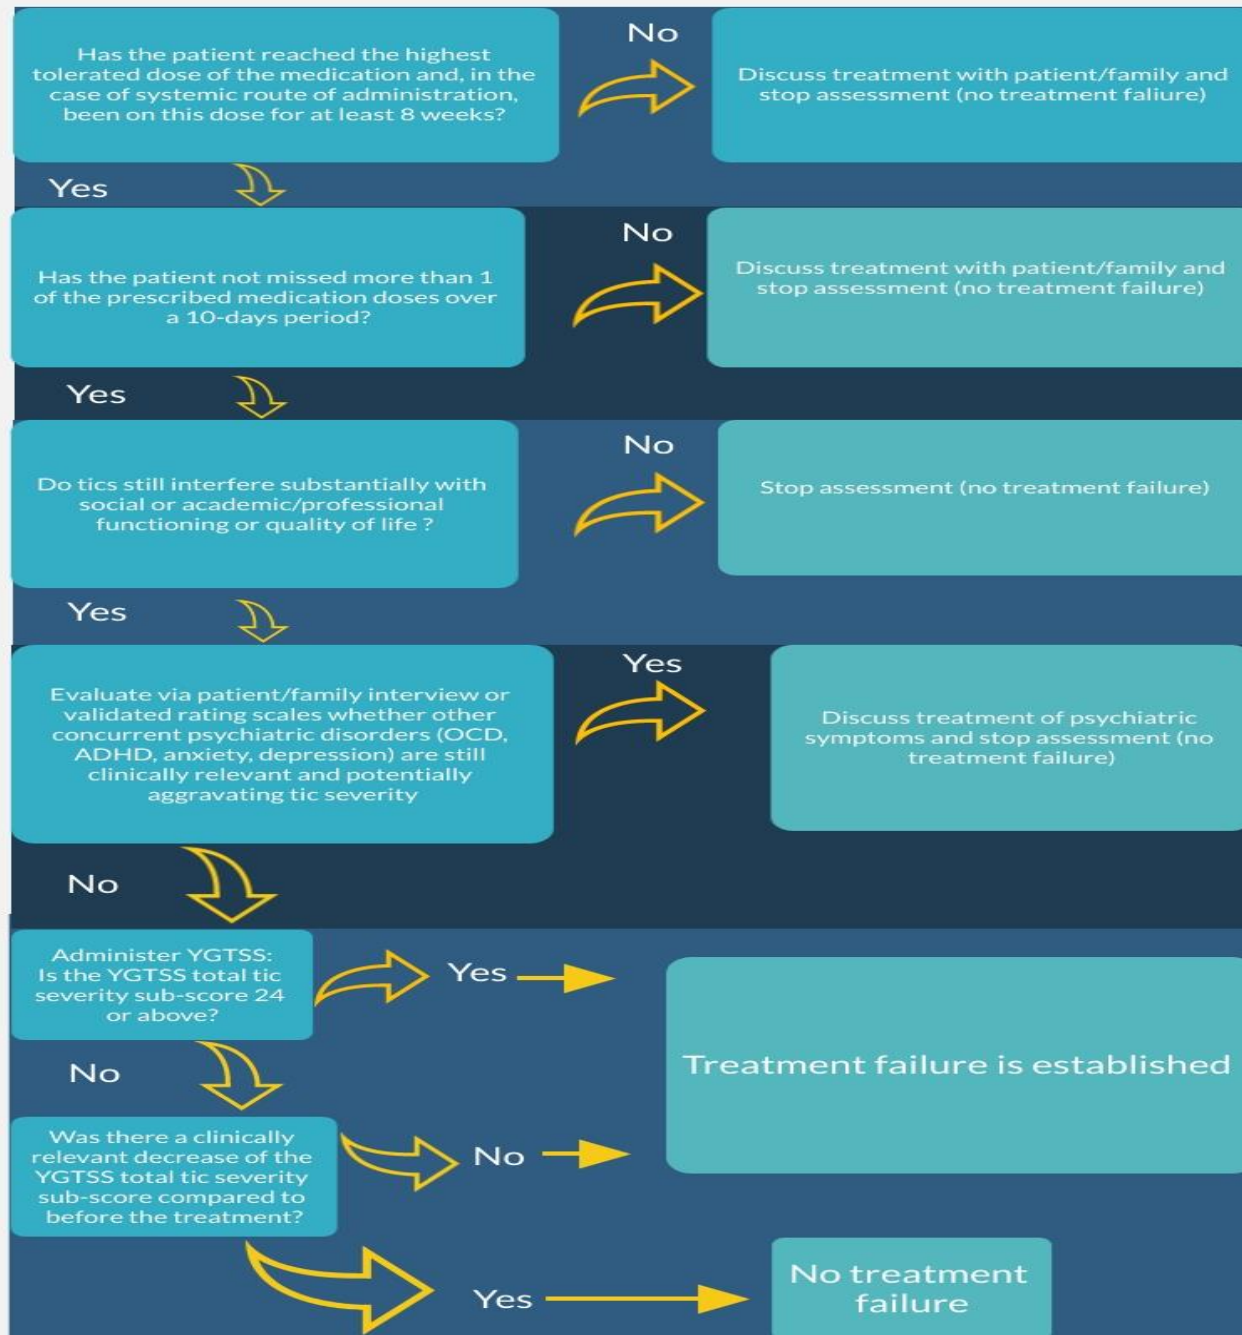 Has the patient reached the highest
tolerated dose of the medication and, in the
case of systemic route of administration,
been on this dose for at least 8 weeks?
No
Discuss treatment with patient/family and
stop assessment (no treatment faliure)
Yes
Has the patient not missed more than 1
of the prescribed medication doses over
a 10-days period?
No
Discuss treatment with patient/family and
stop assessment (no treatment failure)
Yes
Do tics still interfere substantially with
social or academic/professional
functioning or quality of life ?
No
Stop assessment (no treatment failure)
Yes
Evaluate via patient/family interview or
validated rating scales whether other
concurrent psychiatric disorders (OCD,
ADHD, anxiety, depression) are still
clinically relevant and potentially
aggravating tic severity
Yes
Discuss treatment of psychiatric
symptoms and stop assessment (no
treatment failure)
No
Administer YGTSS:
Is the YGTSS total tic
severity sub-score 24
or above?
Yes
Treatment failure is established
No
Was there a clinically
relevant decrease of the
YGTSS total tic severity
sub-score compared to
before the treatment?
No
Yes
No treatment
failure